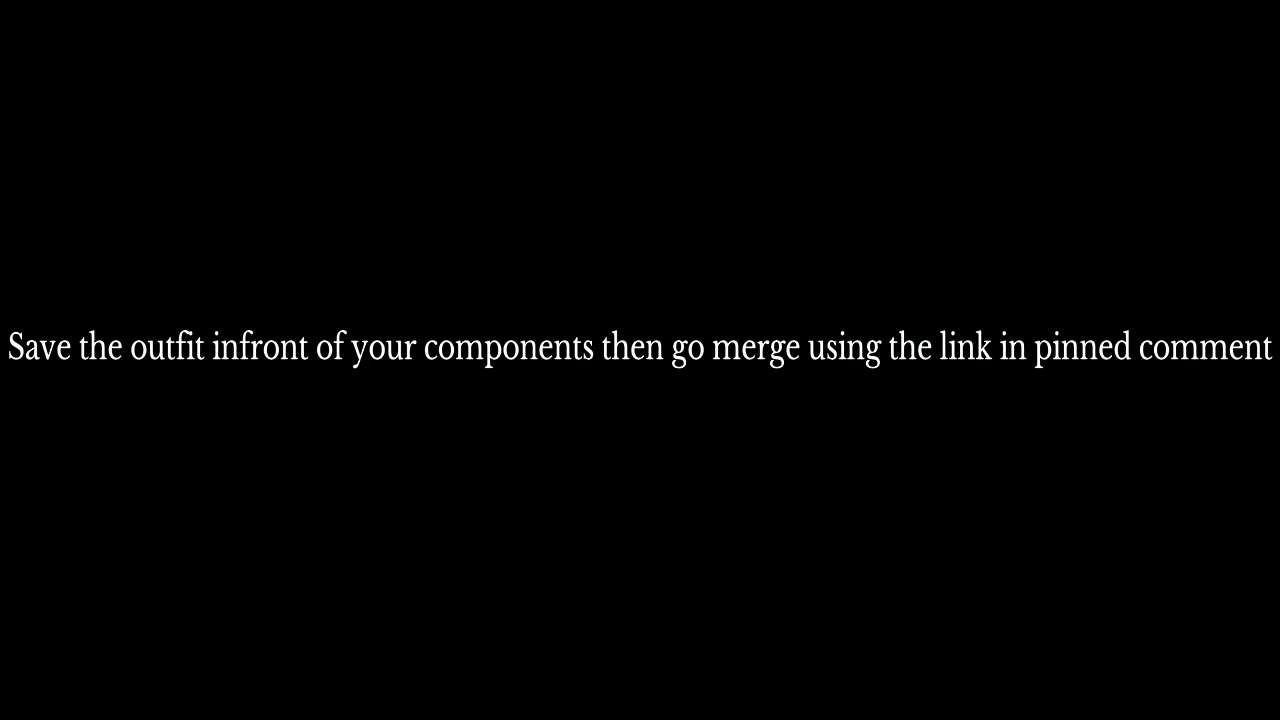 Save the outfit infront of your components then go merge using the link in pinned comment